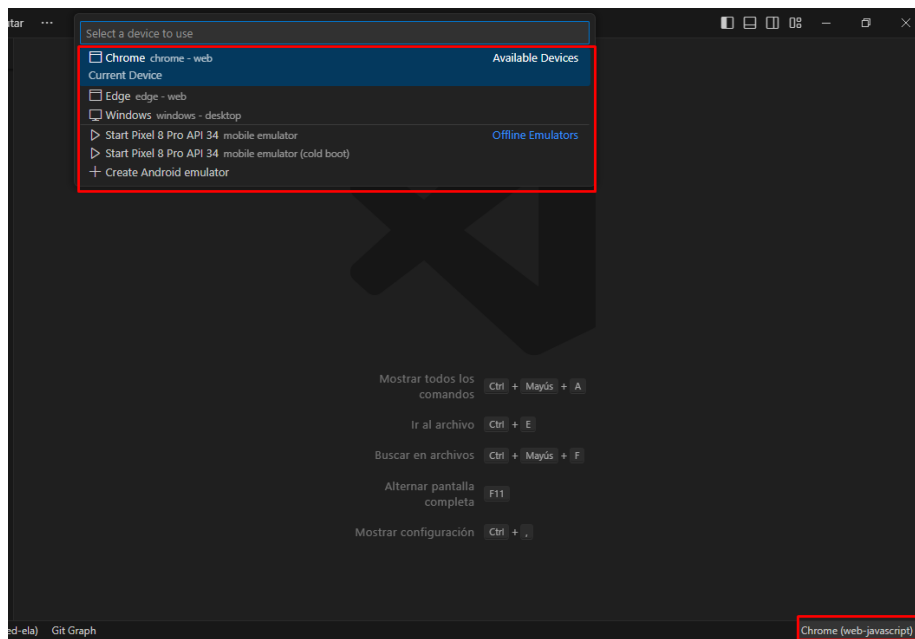 itar ···
Select a device to use
Chrome chrome - web Available Devices
Current Device
Edge edge - web
Windows windows - desktop
Start Pixel 8 Pro API 34 mobile emulator Offline Emulators
Start Pixel 8 Pro API 34 mobile emulator (cold boot)
+ Create Android emulator
Mostrar todos los
comandos Ctrl + Mayús + A
Ir al archivo Ctrl + E
Buscar en archivos Ctrl + Mayús + F
Alternar pantalla
completa F11
Mostrar configuración Ctrl + ,
ed-ela) Git Graph Chrome (web-javascript)